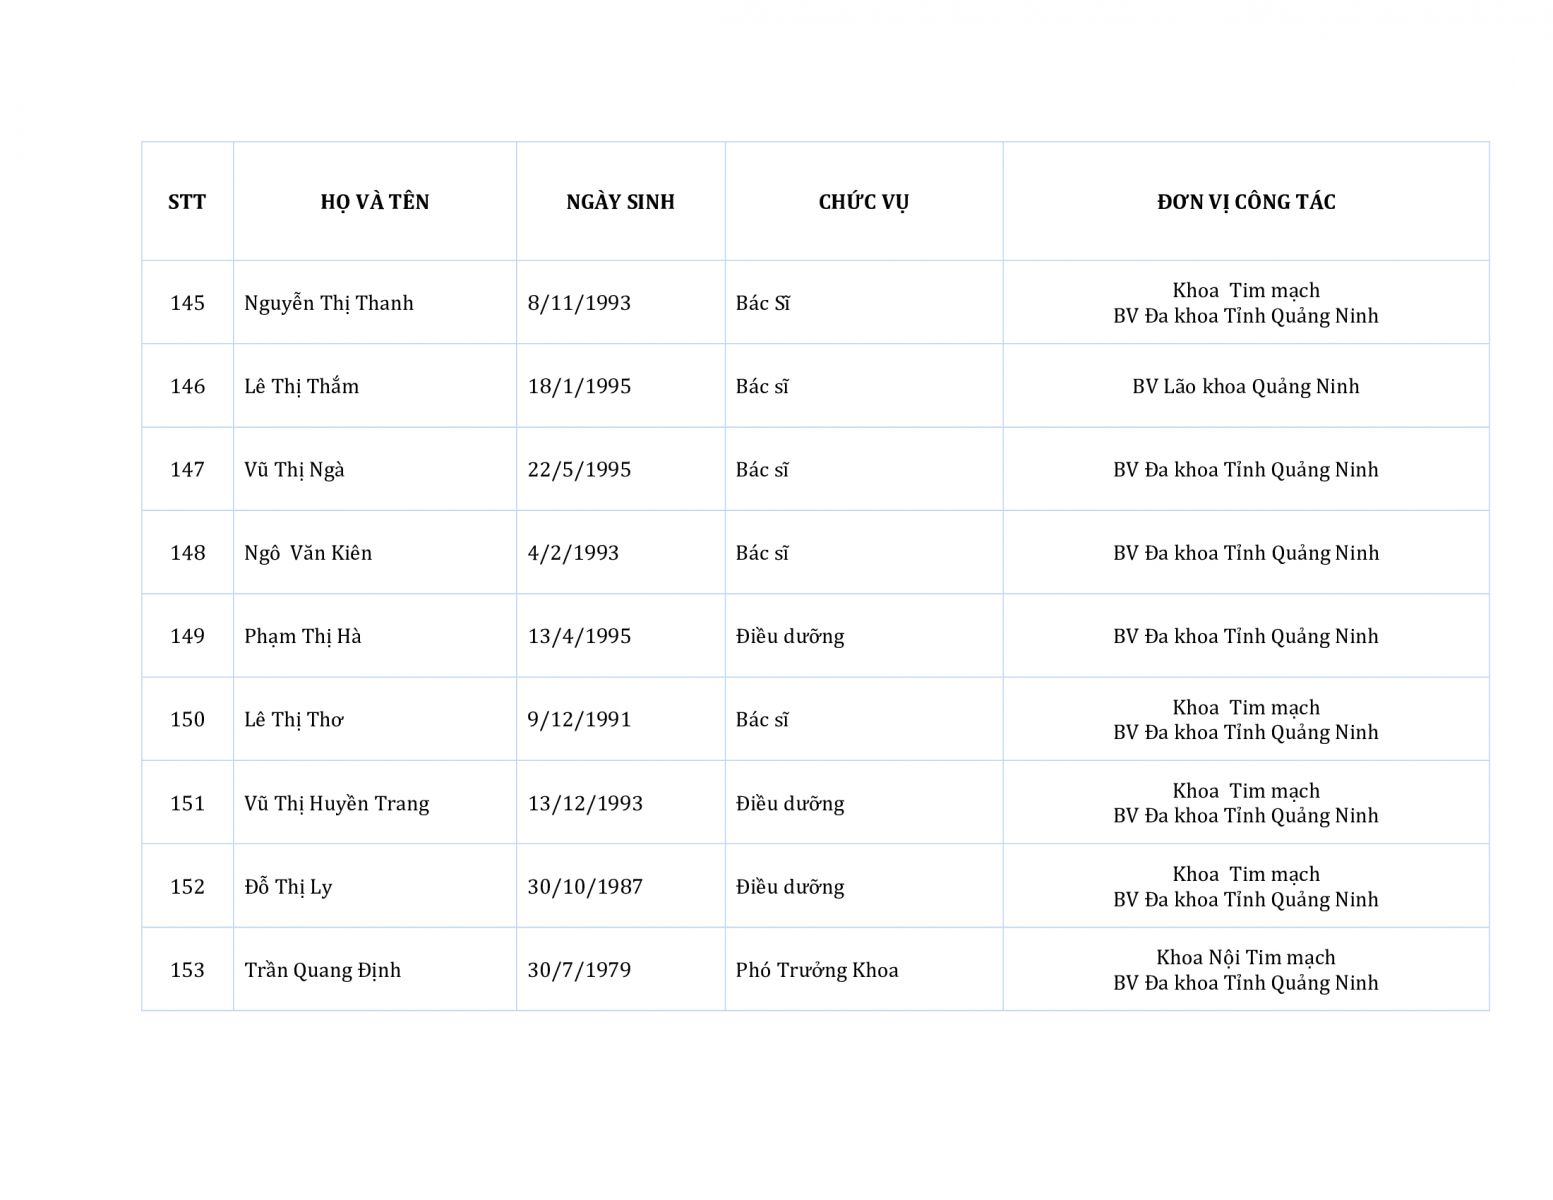 STT HỌ VÀ TÊN NGÀY SINH CHỨC VỤ ĐƠN VỊ CÔNG TÁC
145 Nguyễn Thị Thanh 8/11/1993 Bác Sĩ Khoa Tim mạch
BV Đa khoa Tỉnh Quảng Ninh
146 Lê Thị Thắm 18/1/1995 Bác sĩ BV Lão khoa Quảng Ninh
147 Vũ Thị Ngà 22/5/1995 Bác sĩ BV Đa khoa Tỉnh Quảng Ninh
148 Ngô Văn Kiên 4/2/1993 Bác sĩ BV Đa khoa Tỉnh Quảng Ninh
149 Phạm Thị Hà 13/4/1995 Điều dưỡng BV Đa khoa Tỉnh Quảng Ninh
150 Lê Thị Thơ 9/12/1991 Bác sĩ Khoa Tim mạch
BV Đa khoa Tỉnh Quảng Ninh
151 Vũ Thị Huyền Trang 13/12/1993 Điều dưỡng Khoa Tim mạch
BV Đa khoa Tỉnh Quảng Ninh
152 Đỗ Thị Ly 30/10/1987 Điều dưỡng Khoa Tim mạch
BV Đa khoa Tỉnh Quảng Ninh
153 Trần Quang Định 30/7/1979 Phó Trưởng Khoa Khoa Nội Tim mạch
BV Đa khoa Tỉnh Quảng Ninh